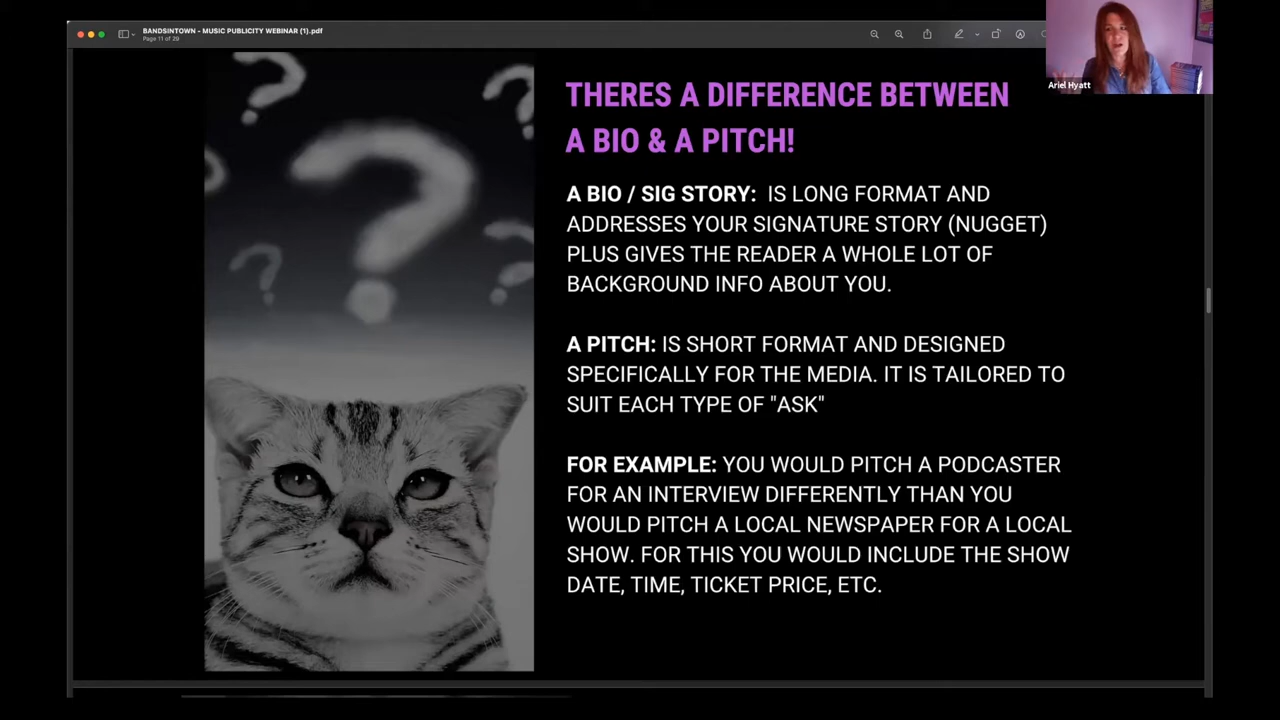 BANDSINTOWN - MUSIC PUBLICITY WEBINAR (1).pdf
Page 11 of 29
Ariel Hyatt
THERES A DIFFERENCE BETWEEN
A BIO & A PITCH!
A BIO / SIG STORY: IS LONG FORMAT AND
ADDRESSES YOUR SIGNATURE STORY (NUGGET)
PLUS GIVES THE READER A WHOLE LOT OF
BACKGROUND INFO ABOUT YOU.
A PITCH: IS SHORT FORMAT AND DESIGNED
SPECIFICALLY FOR THE MEDIA. IT IS TAILORED TO
SUIT EACH TYPE OF "ASK"
FOR EXAMPLE: YOU WOULD PITCH A PODCASTER
FOR AN INTERVIEW DIFFERENTLY THAN YOU
WOULD PITCH A LOCAL NEWSPAPER FOR A LOCAL
SHOW. FOR THIS YOU WOULD INCLUDE THE SHOW
DATE, TIME, TICKET PRICE, ETC.